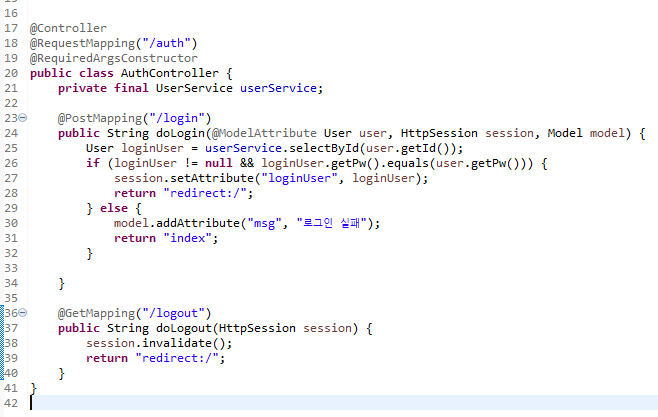 16
17 @Controller
18 @RequestMapping("/auth")
19 @RequiredArgsConstructor
20 public class AuthController {
21     private final UserService userService;
22
23     @PostMapping("/login")
24     public String doLogin(@ModelAttribute User user, HttpSession session, Model model) {
25         User loginUser = userService.selectById(user.getId());
26         if (loginUser != null && loginUser.getPw().equals(user.getPw())) {
27             session.setAttribute("loginUser", loginUser);
28             return "redirect:/";
29         } else {
30             model.addAttribute("msg", "로그인 실패");
31             return "index";
32         }
33
34     }
35
36     @GetMapping("/logout")
37     public String doLogout(HttpSession session) {
38         session.invalidate();
39         return "redirect:/";
40     }
41 }
42